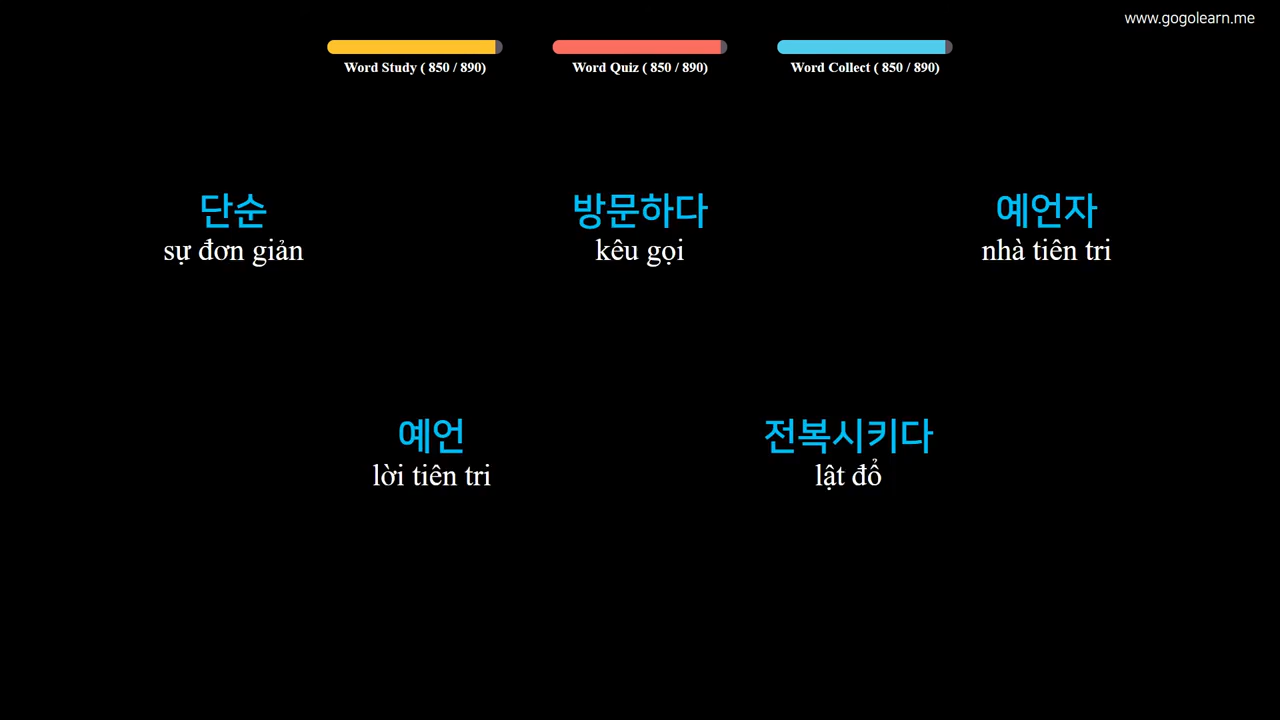 www.gogolearn.me
Word Study ( 850 / 890)
Word Quiz ( 850 / 890)
Word Collect ( 850 / 890)
단순
sự đơn giản
방문하다
kêu gọi
예언자
nhà tiên tri
예언
lời tiên tri
전복시키다
lật đổ